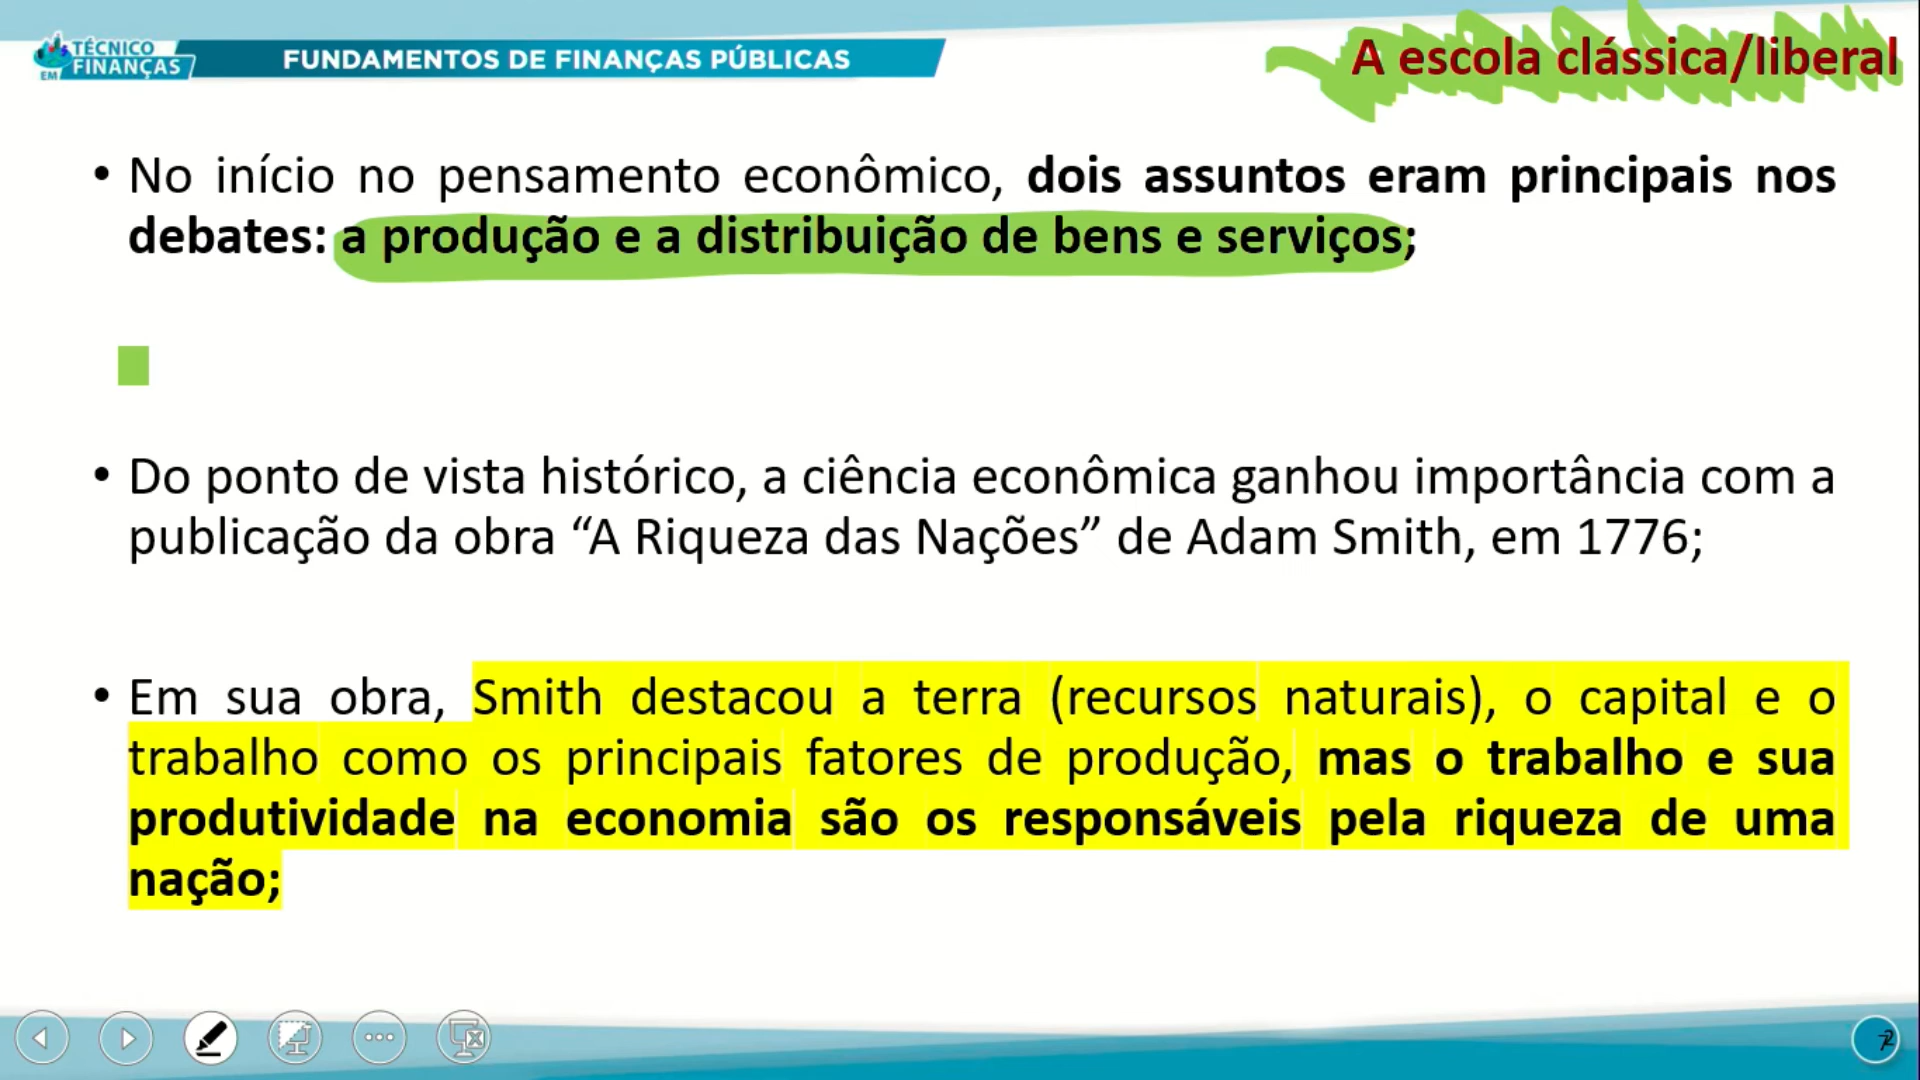 TÉCNICO
EM FINANÇAS
FUNDAMENTOS DE FINANÇAS PÚBLICAS
A escola clássica/liberal
• No início no pensamento econômico, dois assuntos eram principais nos
debates: a produção e a distribuição de bens e serviços;
• Do ponto de vista histórico, a ciência econômica ganhou importância com a
publicação da obra “A Riqueza das Nações” de Adam Smith, em 1776;
• Em sua obra, Smith destacou a terra (recursos naturais), o capital e o
trabalho como os principais fatores de produção, mas o trabalho e sua
produtividade na economia são os responsáveis pela riqueza de uma
nação;